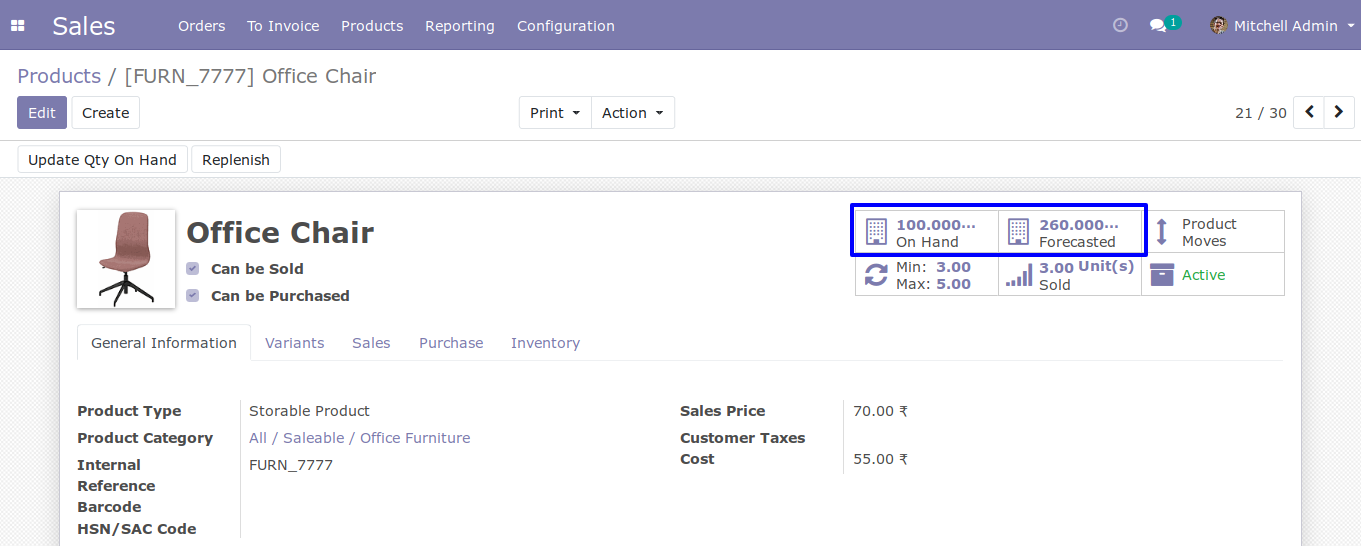 Sales Orders To Invoice Products Reporting Configuration 1 Mitchell Admin
Products / [FURN_7777] Office Chair
Edit Create Print Action 21 / 30
Update Qty On Hand Replenish
Office Chair
Can be Sold
Can be Purchased
100.000...
On Hand
260.000...
Forecasted
Product
Moves
Min: 3.00
Max: 5.00
3.00 Unit(s)
Sold
Active
General Information Variants Sales Purchase Inventory
Product Type Storable Product
Product Category All / Saleable / Office Furniture
Internal
Reference
FURN_7777
Barcode
HSN/SAC Code
Sales Price 70.00 ₹
Customer Taxes
Cost 55.00 ₹